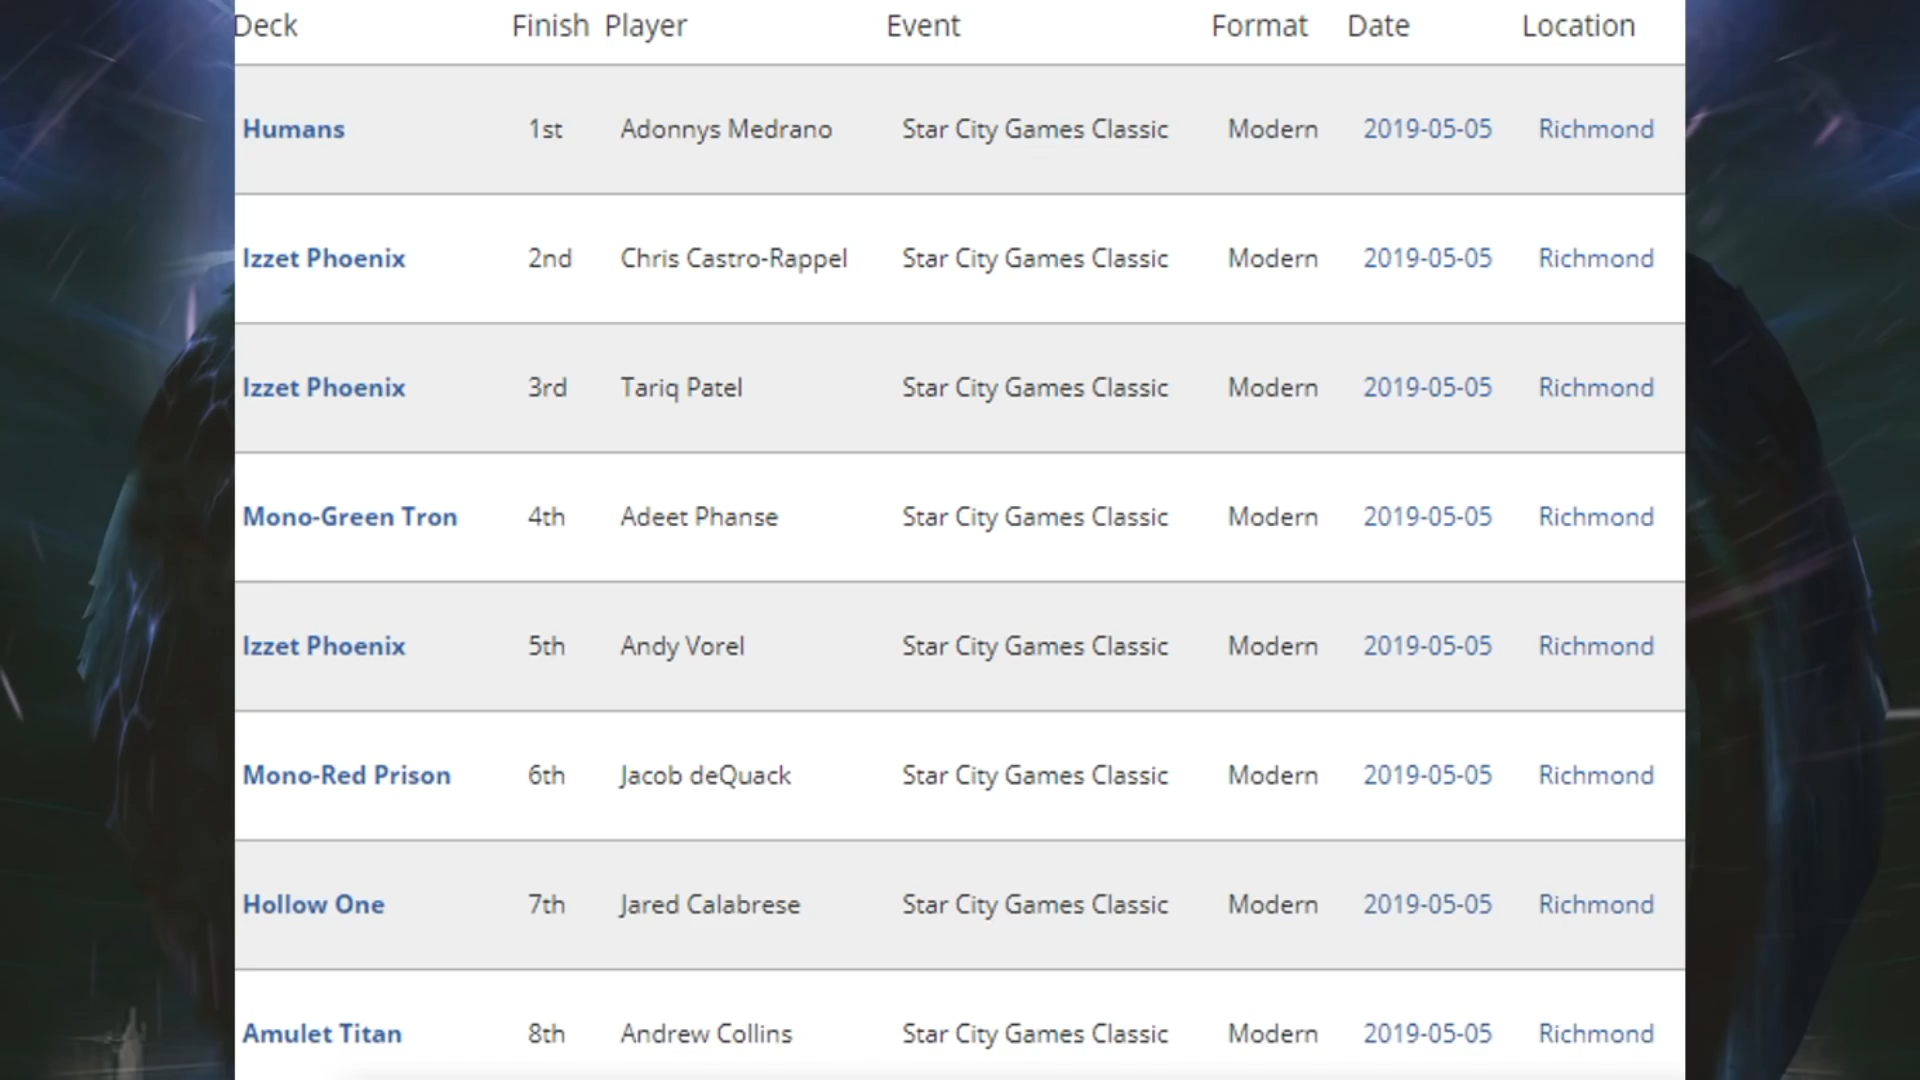 Deck Finish Player Event Format Date Location
Humans 1st Adonnys Medrano Star City Games Classic Modern 2019-05-05 Richmond
Izzet Phoenix 2nd Chris Castro-Rappel Star City Games Classic Modern 2019-05-05 Richmond
Izzet Phoenix 3rd Tariq Patel Star City Games Classic Modern 2019-05-05 Richmond
Mono-Green Tron 4th Adeet Phanse Star City Games Classic Modern 2019-05-05 Richmond
Izzet Phoenix 5th Andy Vorel Star City Games Classic Modern 2019-05-05 Richmond
Mono-Red Prison 6th Jacob deQuack Star City Games Classic Modern 2019-05-05 Richmond
Hollow One 7th Jared Calabrese Star City Games Classic Modern 2019-05-05 Richmond
Amulet Titan 8th Andrew Collins Star City Games Classic Modern 2019-05-05 Richmond